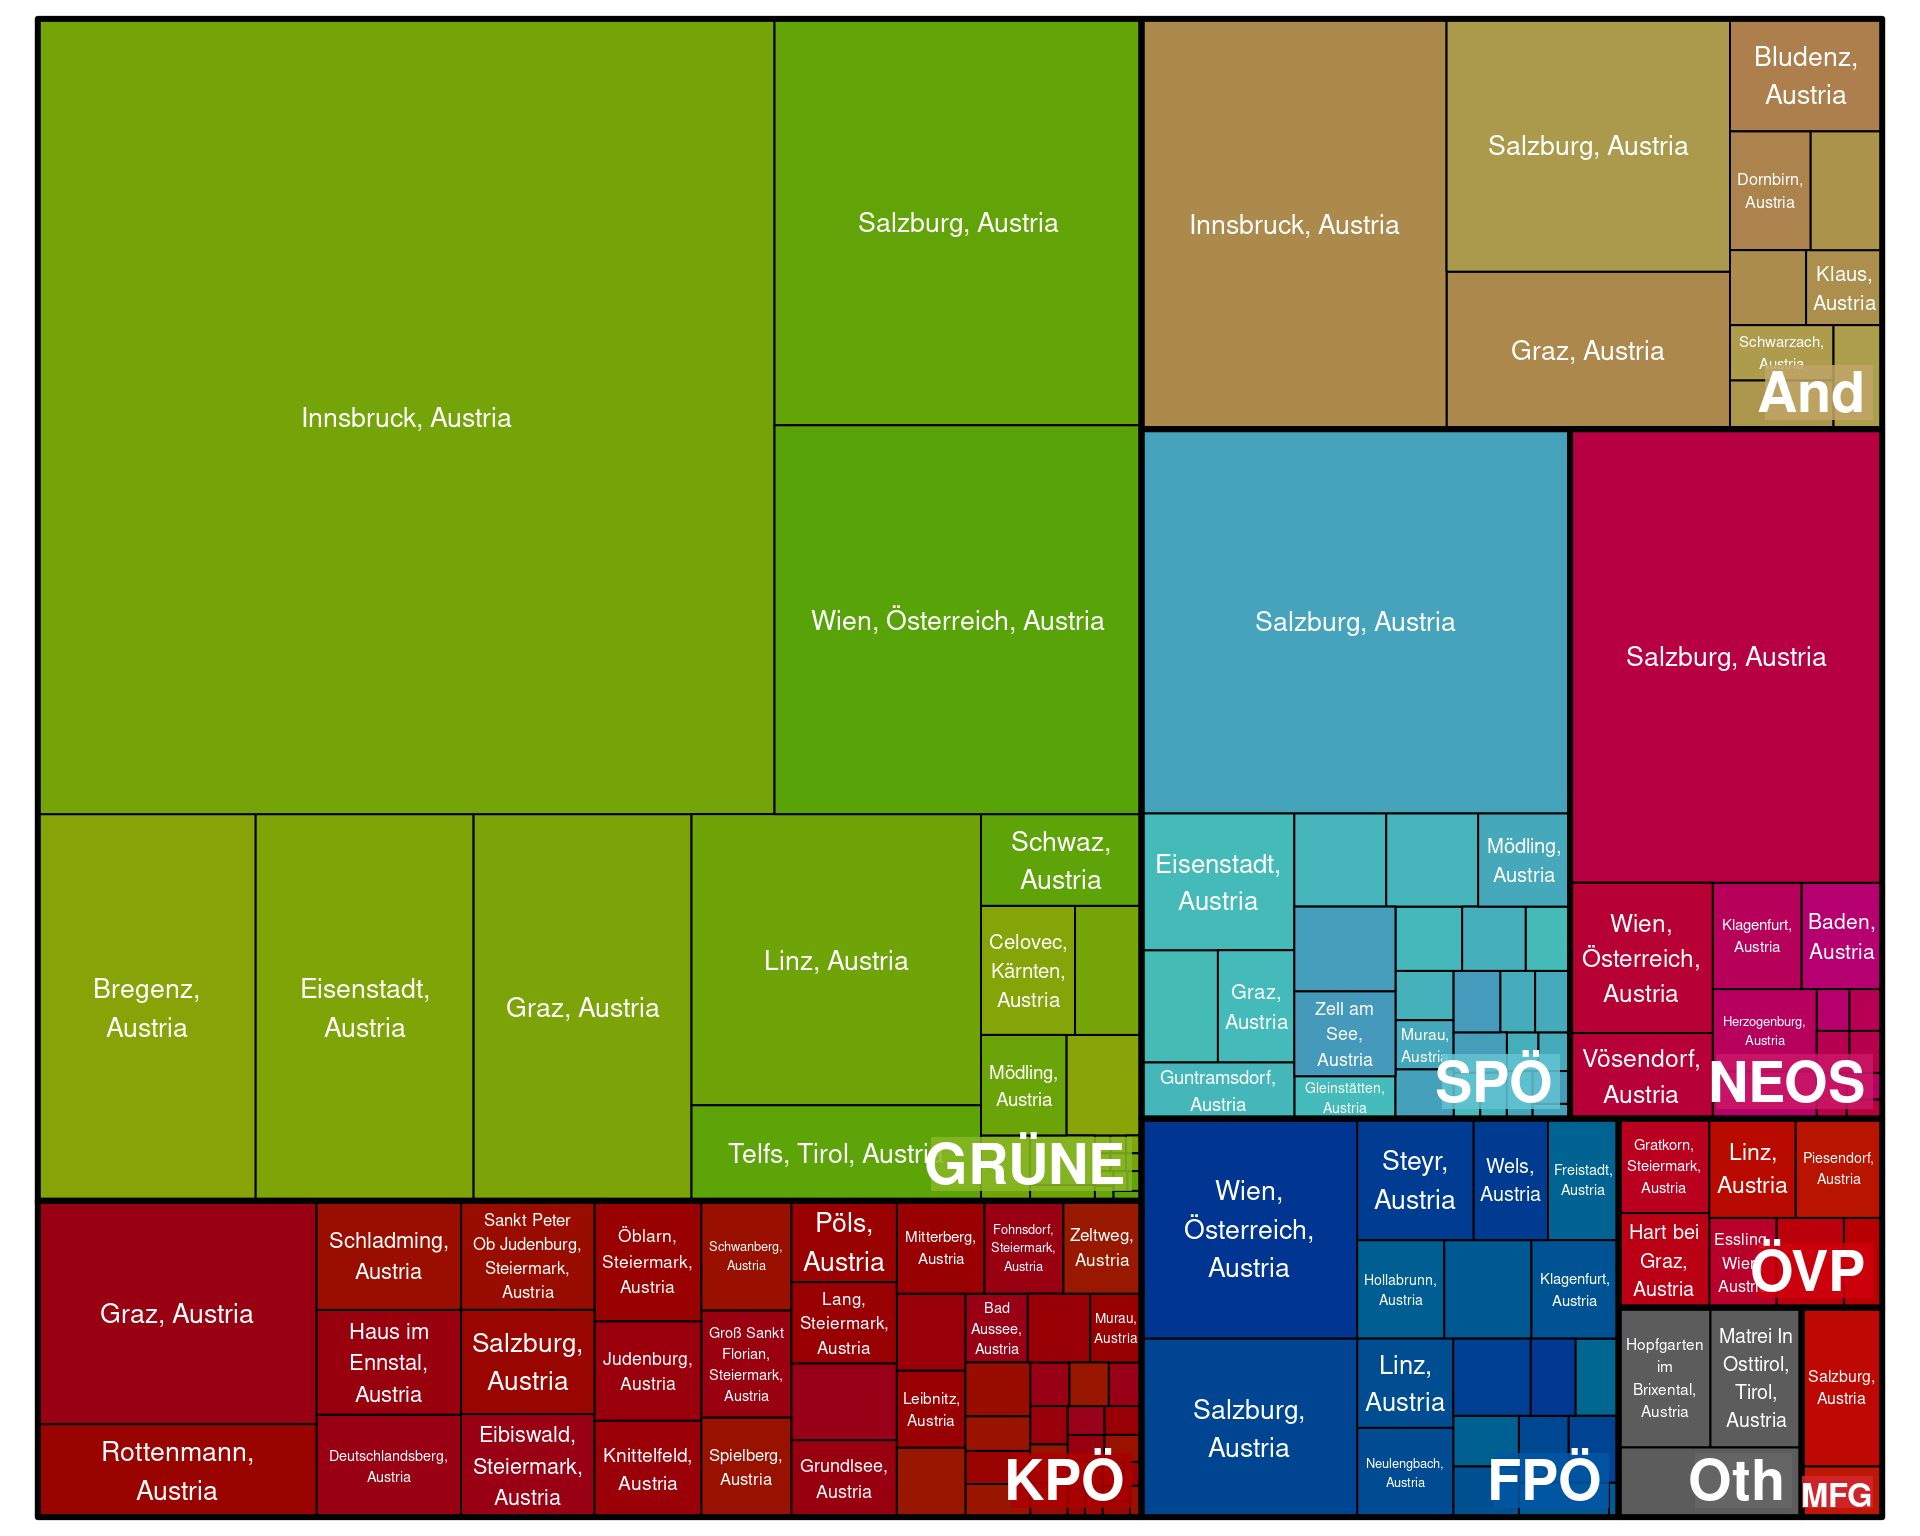 Innsbruck, Austria
Salzburg, Austria
Wien, Österreich, Austria
Bregenz,
Austria
Eisenstadt,
Austria
Graz, Austria
Linz, Austria
Telfs, Tirol, Austria
Schwaz,
Austria
Celovec,
Kärnten,
Austria
Mödling,
Austria
GRÜNE
Innsbruck, Austria
Salzburg, Austria
Graz, Austria
Bludenz,
Austria
Dornbirn,
Austria
Klaus,
Austria
Schwarzach,
Austria
And
Salzburg, Austria
Eisenstadt,
Austria
Mödling,
Austria
Graz,
Austria
Guntramsdorf,
Austria
Zell am
See,
Austria
Gleinstätten,
Austria
Murau,
Austria
SPÖ
Salzburg, Austria
Wien,
Österreich,
Austria
Vösendorf,
Austria
Klagenfurt,
Austria
Baden,
Austria
Herzogenburg,
Austria
NEOS
Graz, Austria
Rottenmann,
Austria
Schladming,
Austria
Haus im
Ennstal,
Austria
Deutschlandsberg,
Austria
Sankt Peter
Ob Judenburg,
Steiermark,
Austria
Salzburg,
Austria
Eibiswald,
Steiermark,
Austria
Öblarn,
Steiermark,
Austria
Judenburg,
Austria
Knittelfeld,
Austria
Schwanberg,
Austria
Groß Sankt
Florian,
Steiermark,
Austria
Spielberg,
Austria
Pöls,
Austria
Lang,
Steiermark,
Austria
Grundlsee,
Austria
Mitterberg,
Austria
Fohnsdorf,
Steiermark,
Austria
Zeltweg,
Austria
Bad
Aussee,
Austria
Murau,
Austria
Leibnitz,
Austria
KPÖ
Wien,
Österreich,
Austria
Salzburg,
Austria
Steyr,
Austria
Wels,
Austria
Freistadt,
Austria
Hollabrunn,
Austria
Klagenfurt,
Austria
Linz,
Austria
Neulengbach,
Austria
FPÖ
Gratkorn,
Steiermark,
Austria
Hart bei
Graz,
Austria
Linz,
Austria
Piesendorf,
Austria
Essling,
Wien,
Austria
ÖVP
Hopfgarten
im
Brixental,
Austria
Matrei In
Osttirol,
Tirol,
Austria
Oth
Salzburg,
Austria
MFG